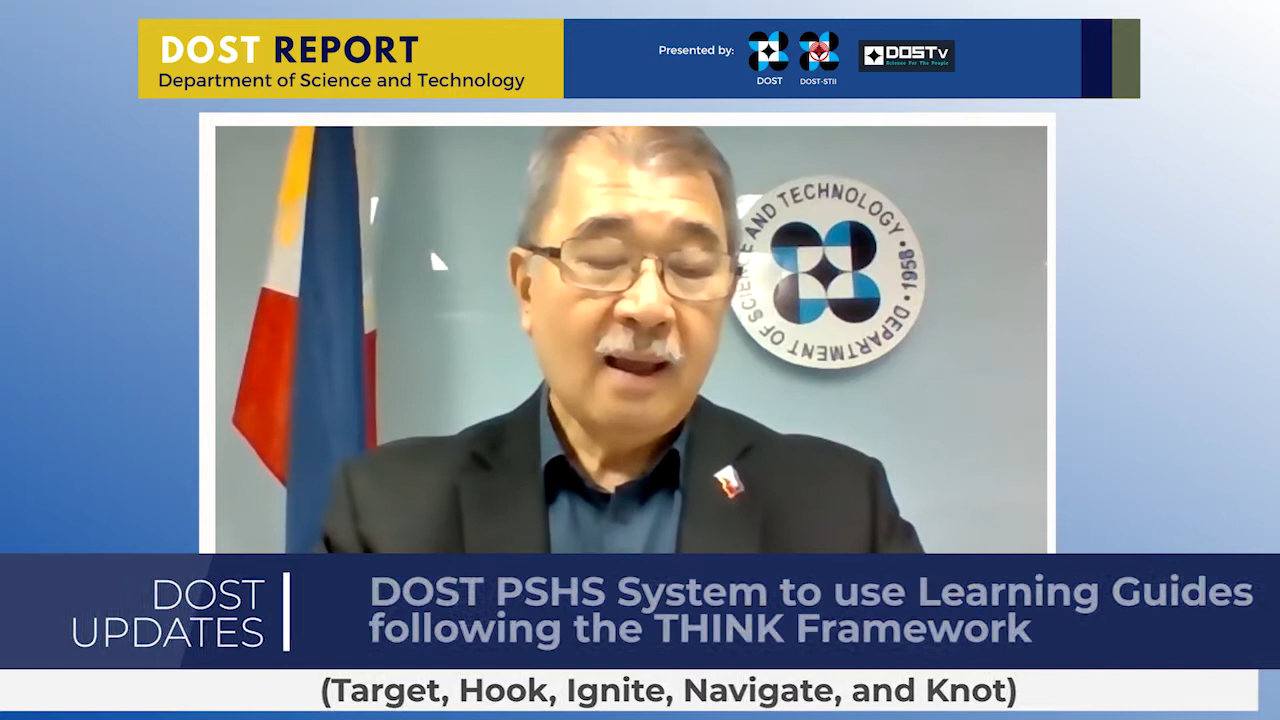 DOST REPORT
Department of Science and Technology
Presented by:
DOST
DOST-STII
DOSTv
Science For The People
DEPARTMENT OF SCIENCE AND TECHNOLOGY • 1958 •
DOST
UPDATES
DOST PSHS System to use Learning Guides
following the THINK Framework
(Target, Hook, Ignite, Navigate, and Knot)